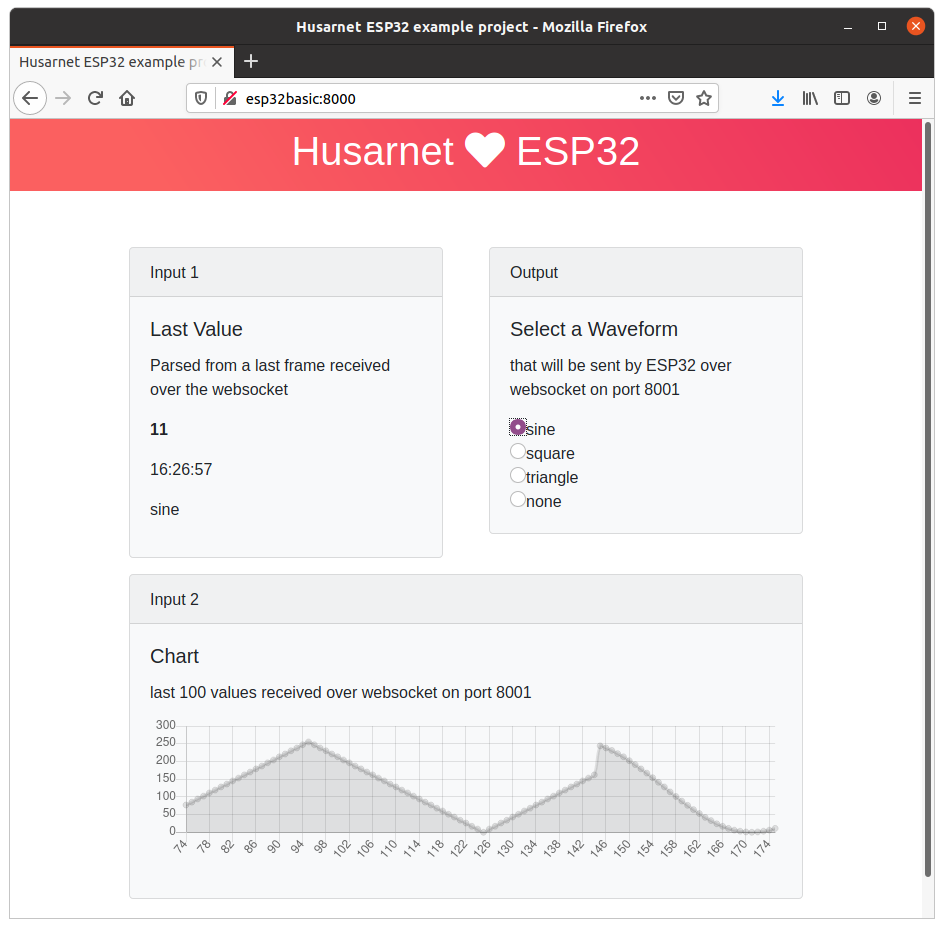 Husarnet ESP32 example project - Mozilla Firefox
Husarnet ESP32 example pr
esp32basic:8000
Husarnet ESP32
Input 1
Last Value
Parsed from a last frame received
over the websocket
11
16:26:57
sine
Output
Select a Waveform
that will be sent by ESP32 over
websocket on port 8001
sine
square
triangle
none
Input 2
Chart
last 100 values received over websocket on port 8001
300
250
200
150
100
50
0
74 78 82 86 90 94 98 102 106 110 114 118 122 126 130 134 138 142 146 150 154 158 162 166 170 174